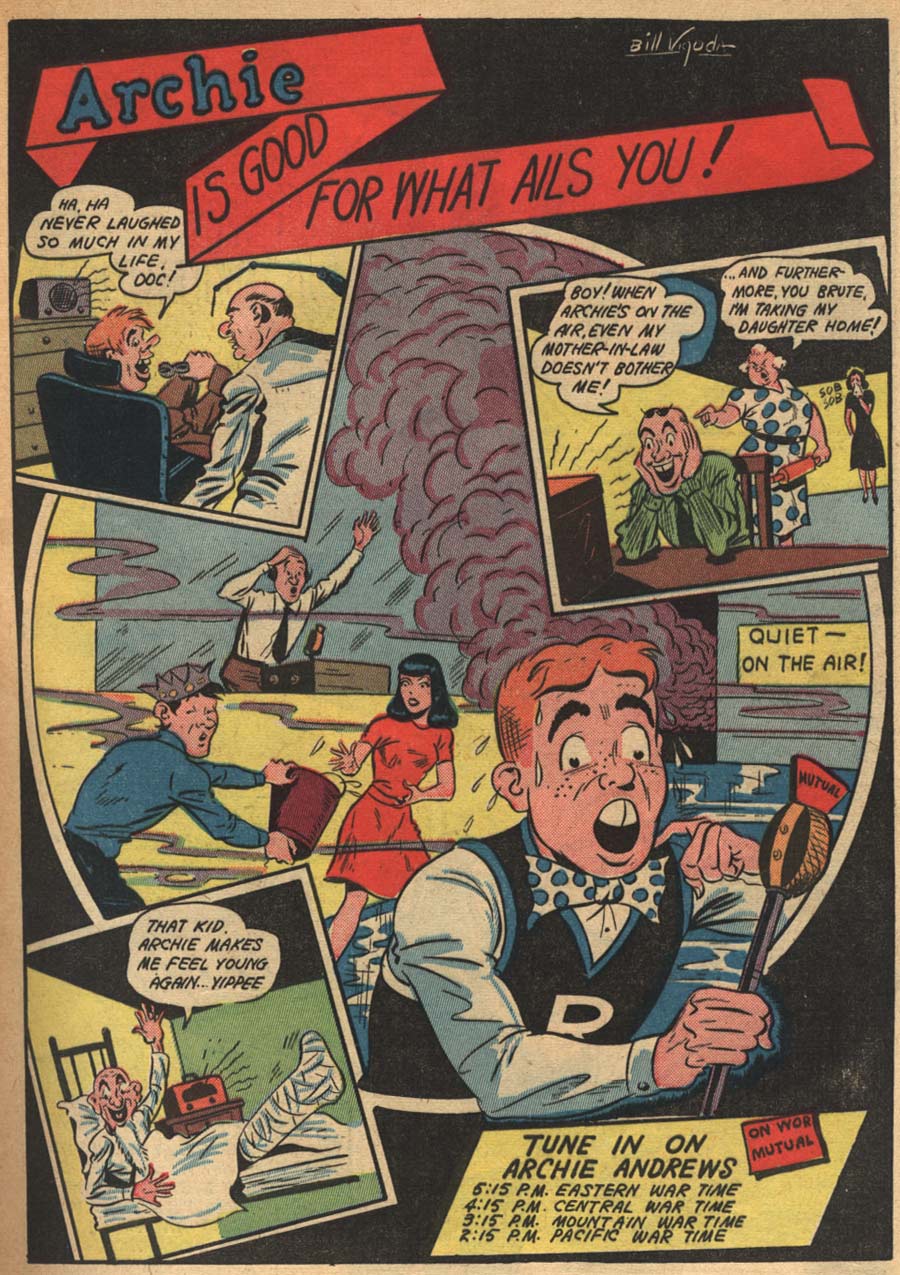 Bill Vigoda
Archie
IS GOOD
FOR WHAT AILS YOU!
HA, HA
NEVER LAUGHED
SO MUCH IN MY
LIFE,
DOC!
BOY! WHEN
ARCHIE'S ON THE
AIR, EVEN MY
MOTHER-IN-LAW
DOESN'T BOTHER
ME!
...AND FURTHER-
MORE, YOU BRUTE,
I'M TAKING MY
DAUGHTER HOME!
SOB
SOB
QUIET—
ON THE AIR!
MUTUAL
R
THAT KID,
ARCHIE MAKES
ME FEEL YOUNG
AGAIN... YIPPEE
TUNE IN ON
ARCHIE ANDREWS
ON WOR
MUTUAL
5:15 P.M. EASTERN WAR TIME
4:15 P.M. CENTRAL WAR TIME
3:15 P.M. MOUNTAIN WAR TIME
2:15 P.M. PACIFIC WAR TIME